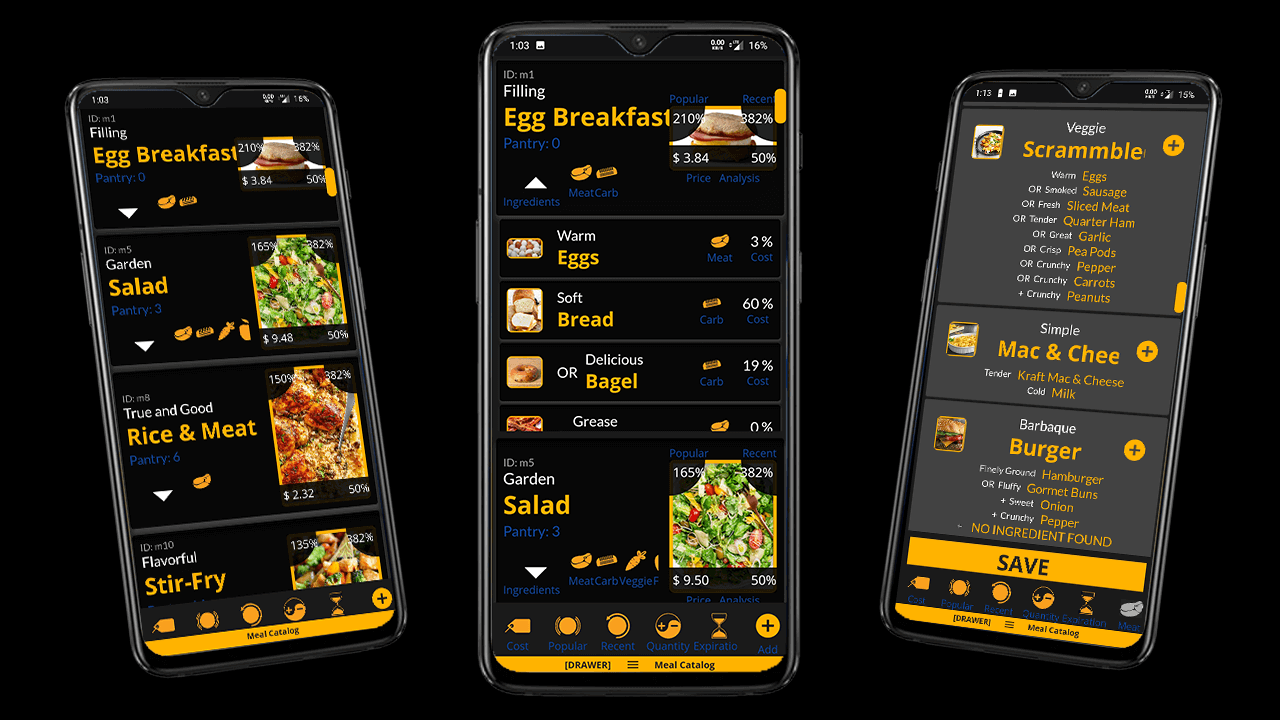 1:03
16%
ID: m1
Filling
Egg Breakfast
Pantry: 0
210%
382%
$ 3.84
50%
ID: m5
Garden
Salad
Pantry: 3
165%
382%
$ 9.48
50%
ID: m8
True and Good
Rice & Meat
Pantry: 6
150%
382%
$ 2.32
50%
ID: m10
Flavorful
Stir-Fry
135%
382%
Meal Catalog
1:03
0.00
KB/S
16%
ID: m1
Filling
Egg Breakfast
Pantry: 0
Popular Recent
210% 382%
$ 3.84 50%
Price Analysis
Ingredients
Meat Carb
Warm
Eggs
Meat
3 %
Cost
Soft
Bread
Carb
60 %
Cost
OR
Delicious
Bagel
Carb
19 %
Cost
Grease
0 %
ID: m5
Garden
Salad
Pantry: 3
Popular Recent
165% 382%
$ 9.50 50%
Price Analysis
Ingredients
Meat Carb Veggie F
Cost Popular Recent Quantity Expiratio Add
[DRAWER] Meal Catalog
1:13
0.00
15%
Veggie
Scrammble
Warm Eggs
OR Smoked Sausage
OR Fresh Sliced Meat
OR Tender Quarter Ham
OR Great Garlic
OR Crisp Pea Pods
OR Crunchy Pepper
OR Crunchy Carrots
+ Crunchy Peanuts
Simple
Mac & Chee
Tender Kraft Mac & Cheese
Cold Milk
Barbaque
Burger
Finely Ground Hamburger
OR Fluffy Gormet Buns
+ Sweet Onion
+ Crunchy Pepper
NO INGREDIENT FOUND
SAVE
Cost Popular Recent Quantity Expiration Meat
[DRAWER] Meal Catalog